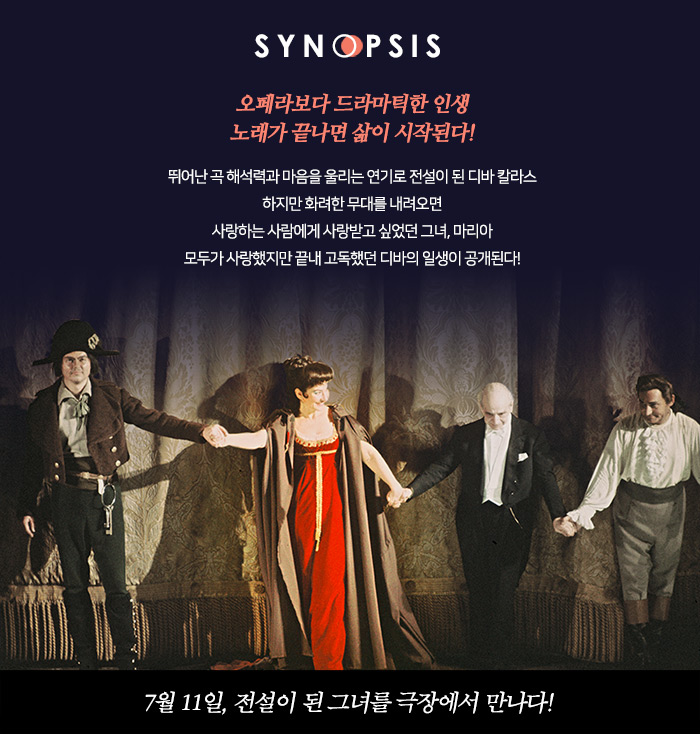 SYNOPSIS
오페라보다 드라마틱한 인생
노래가 끝나면 삶이 시작된다!
뛰어난 곡 해석력과 마음을 울리는 연기로 전설이 된 디바 칼라스
하지만 화려한 무대를 내려오면
사랑하는 사람에게 사랑받고 싶었던 그녀, 마리아
모두가 사랑했지만 끝내 고독했던 디바의 일생이 공개된다!
7월 11일, 전설이 된 그녀를 극장에서 만나다!